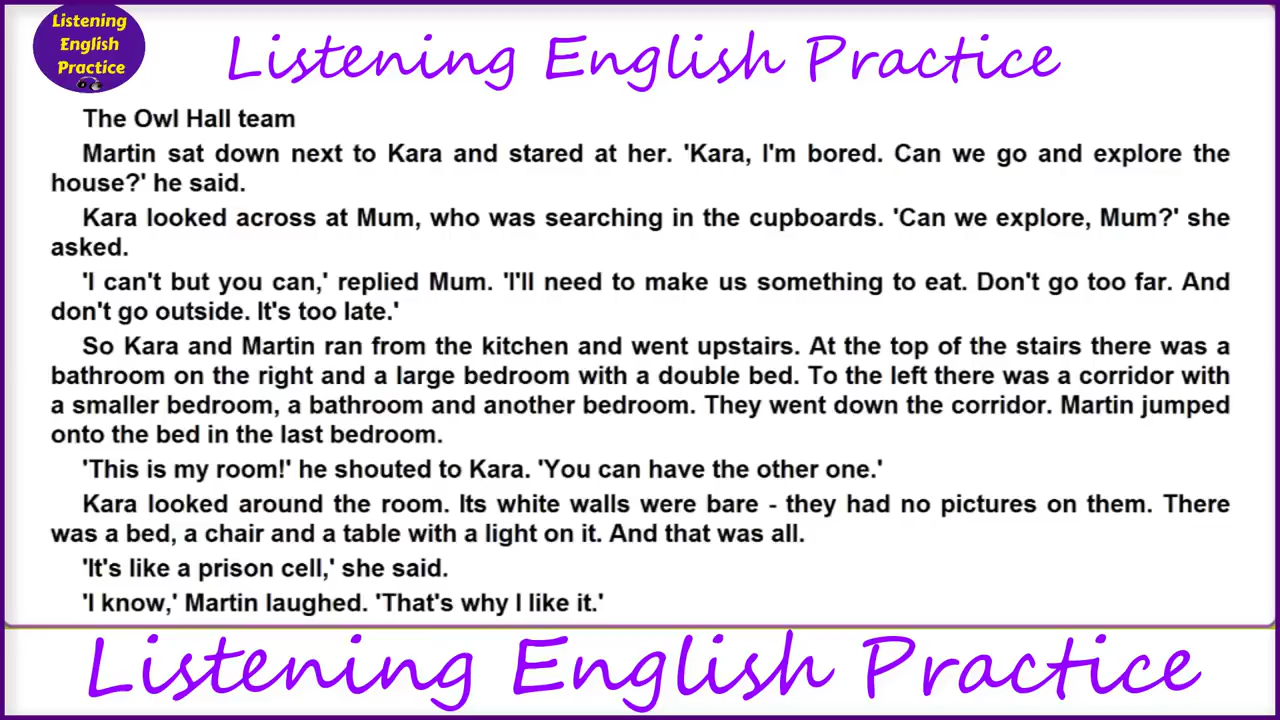 Listening
English
Practice
Listening English Practice
The Owl Hall team
Martin sat down next to Kara and stared at her. 'Kara, I'm bored. Can we go and explore the
house?' he said.
Kara looked across at Mum, who was searching in the cupboards. 'Can we explore, Mum?' she
asked.
'I can't but you can,' replied Mum. 'I'll need to make us something to eat. Don't go too far. And
don't go outside. It's too late.'
So Kara and Martin ran from the kitchen and went upstairs. At the top of the stairs there was a
bathroom on the right and a large bedroom with a double bed. To the left there was a corridor with
a smaller bedroom, a bathroom and another bedroom. They went down the corridor. Martin jumped
onto the bed in the last bedroom.
'This is my room!' he shouted to Kara. 'You can have the other one.'
Kara looked around the room. Its white walls were bare - they had no pictures on them. There
was a bed, a chair and a table with a light on it. And that was all.
'It's like a prison cell,' she said.
'I know,' Martin laughed. 'That's why I like it.'
Listening English Practice